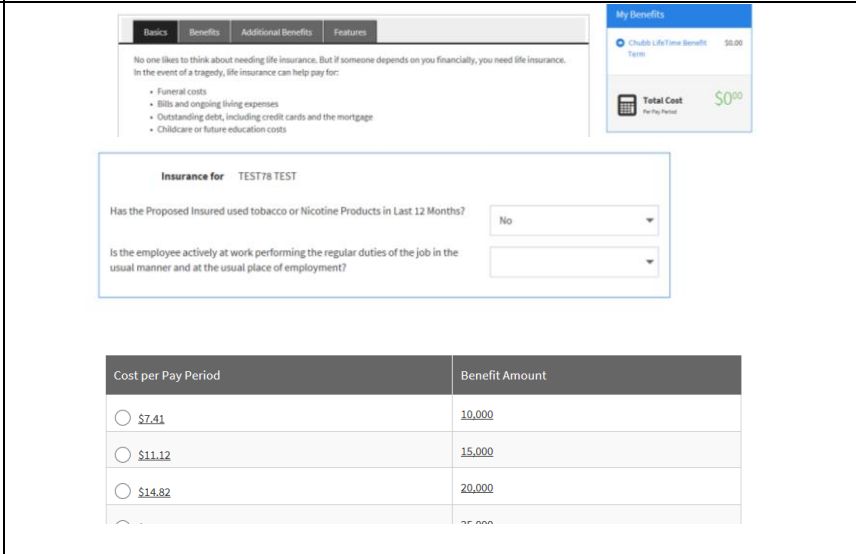 Basics Benefits Additional Benefits Features
No one likes to think about needing life insurance. But if someone depends on you financially, you need life insurance.
In the event of a tragedy, life insurance can help pay for:
• Funeral costs
• Bills and ongoing living expenses
• Outstanding debt, including credit cards and the mortgage
• Childcare or future education costs
My Benefits
Chubb LifeTime Benefit $0.00
Term
Total Cost $0⁰⁰
Per Pay Period
Insurance for TEST78 TEST
Has the Proposed Insured used tobacco or Nicotine Products in Last 12 Months?
No
Is the employee actively at work performing the regular duties of the job in the
usual manner and at the usual place of employment?
Cost per Pay Period Benefit Amount
$7.41 10,000
$11.12 15,000
$14.82 20,000